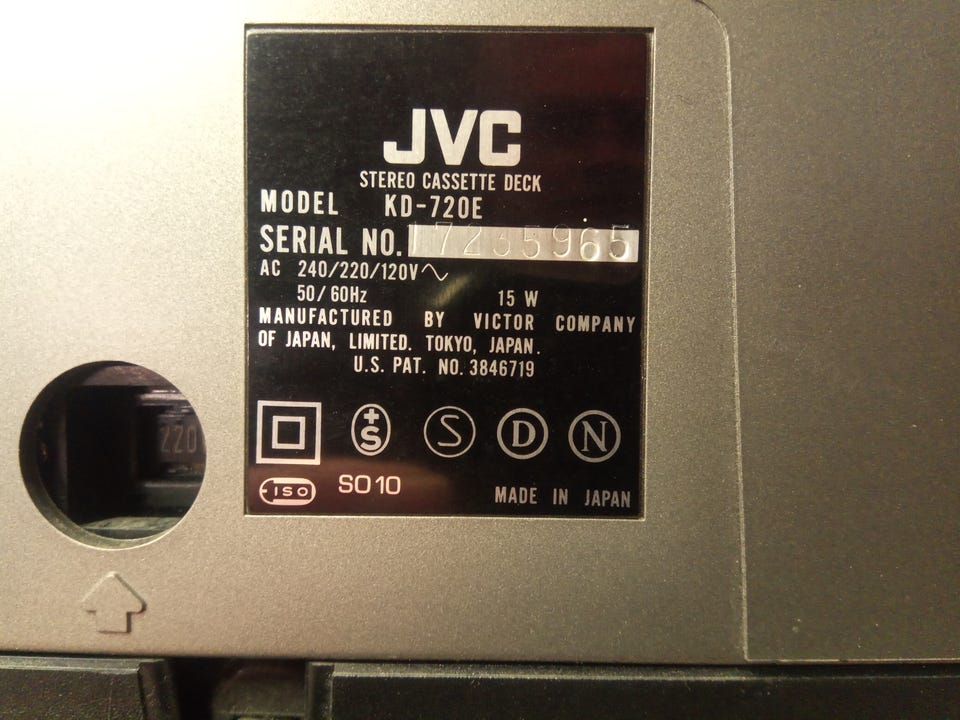 JVC
STEREO CASSETTE DECK
MODEL KD-720E
SERIAL NO. 17235965
AC 240/220/120V∿
50/60Hz 15 W
MANUFACTURED BY VICTOR COMPANY
OF JAPAN, LIMITED. TOKYO, JAPAN.
U.S. PAT. NO. 3846719
+S S D N
ISO SO10 MADE IN JAPAN
220